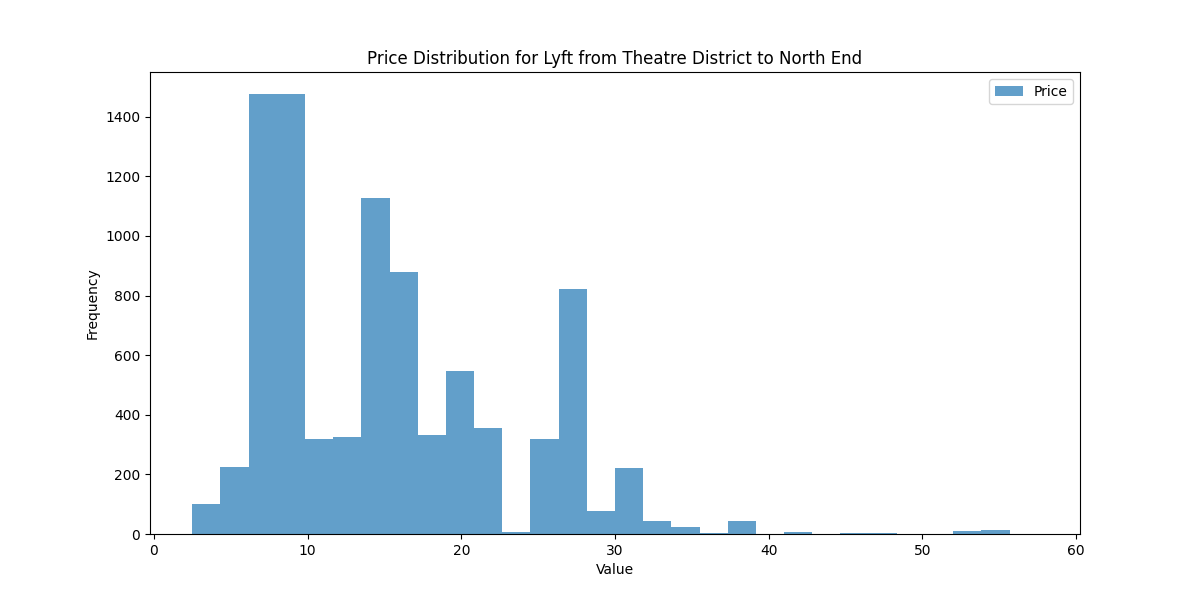 Price Distribution for Lyft from Theatre District to North End
Price
1400
1200
1000
800
600
400
200
0
Frequency
0 10 20 30 40 50 60
Value